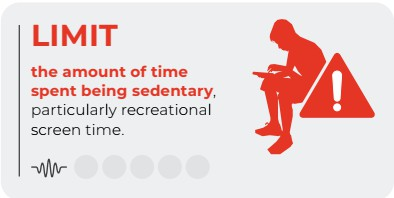 LIMIT
the amount of time
spent being sedentary,
particularly recreational
screen time.
!